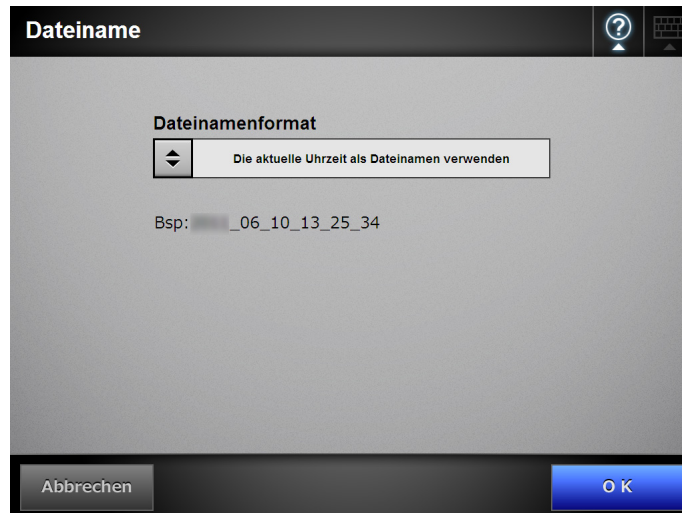 Dateiname
Dateinamenformat
Die aktuelle Uhrzeit als Dateinamen verwenden
Bsp: _06_10_13_25_34
Abbrechen
OK